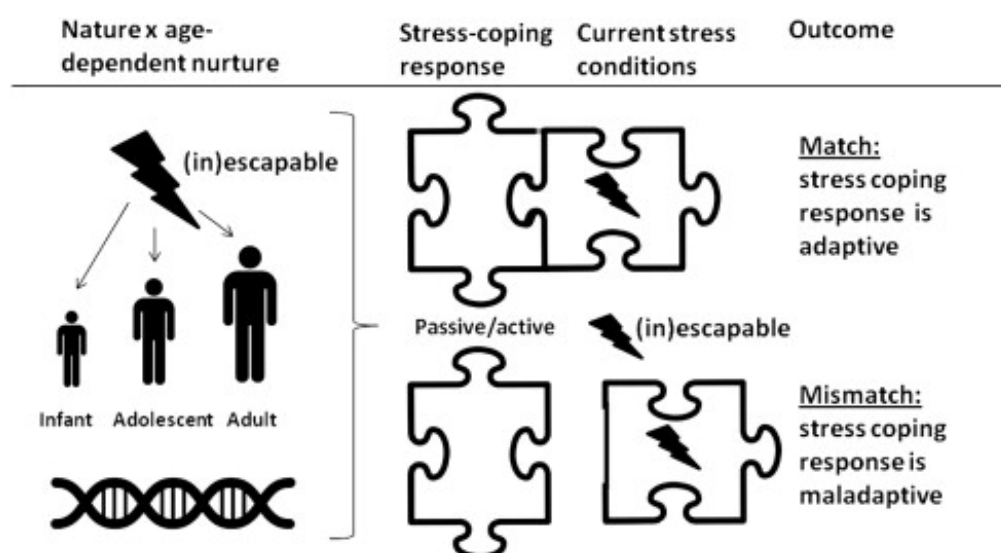 Nature x age-
dependent nurture
Stress-coping
response
Current stress
conditions
Outcome
(in)escapable
Infant
Adolescent
Adult
Passive/active
(in)escapable
Match:
stress coping
response is
adaptive
Mismatch:
stress coping
response is
maladaptive